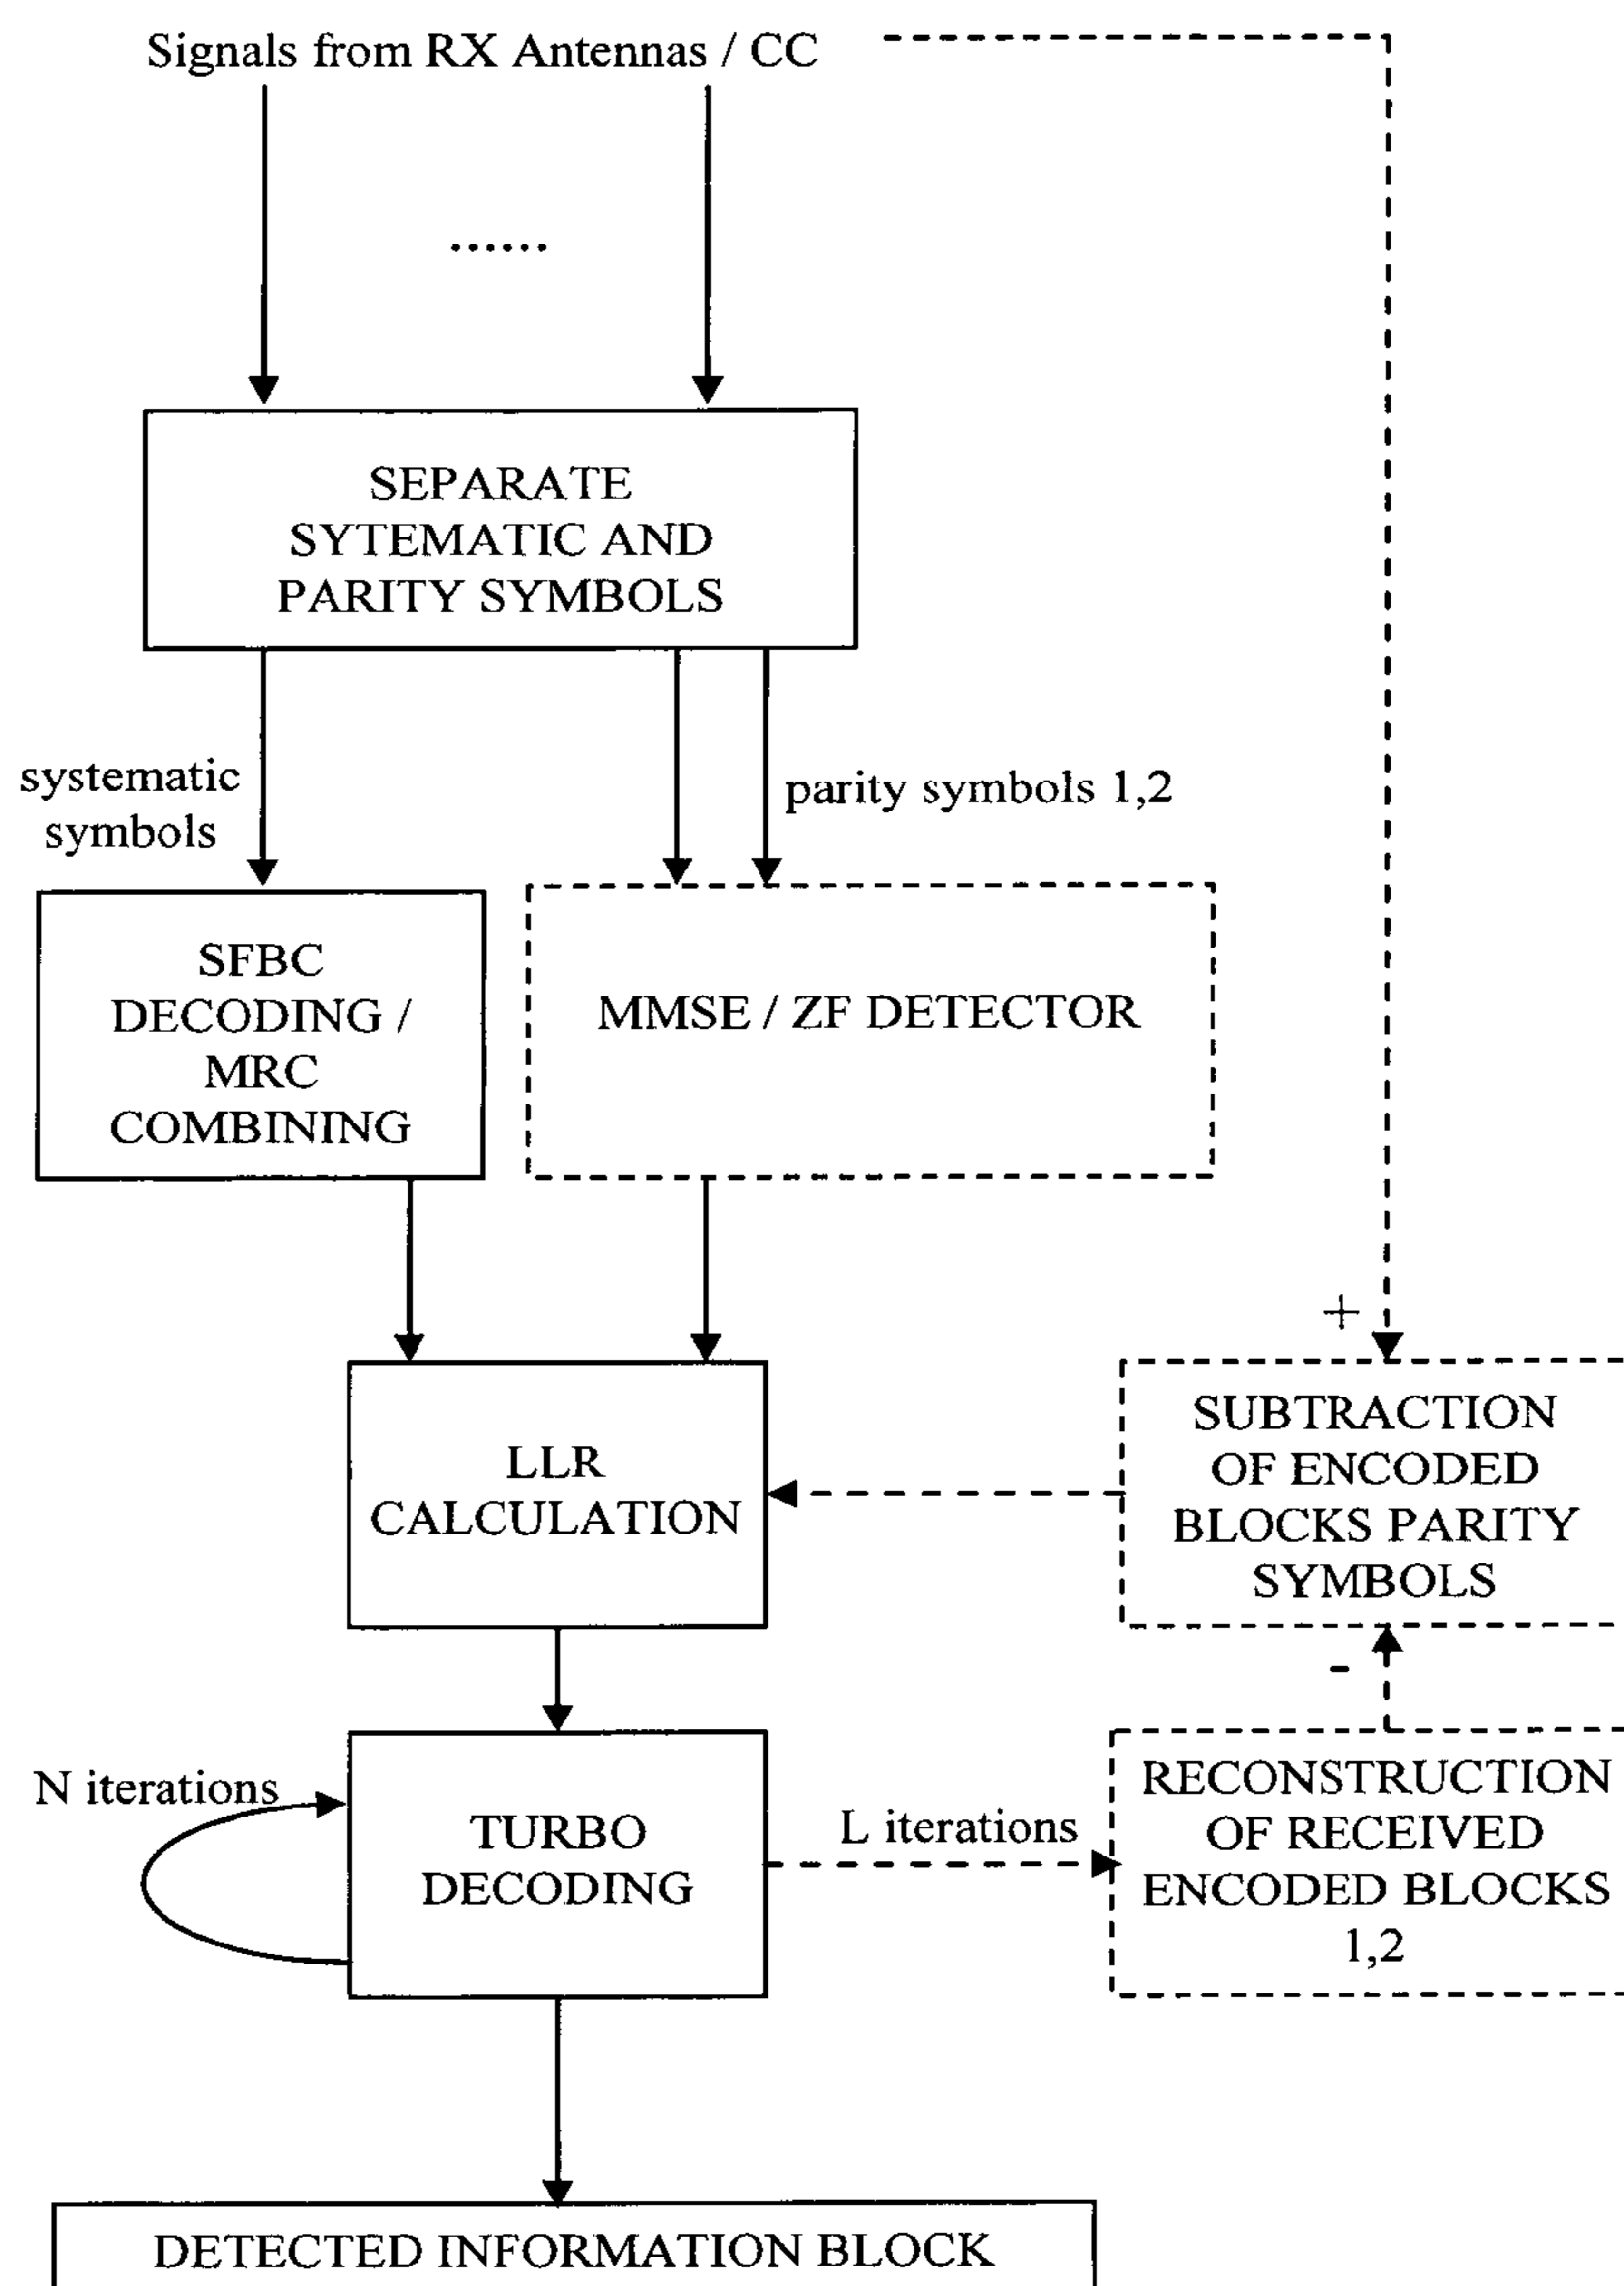 Signals from RX Antennas / CC
......
SEPARATE
SYTEMATIC AND
PARITY SYMBOLS
systematic
symbols
parity symbols 1,2
SFBC
DECODING /
MRC
COMBINING
MMSE / ZF DETECTOR
+
LLR
CALCULATION
SUBTRACTION
OF ENCODED
BLOCKS PARITY
SYMBOLS
-
N iterations
TURBO
DECODING
L iterations
RECONSTRUCTION
OF RECEIVED
ENCODED BLOCKS
1,2
DETECTED INFORMATION BLOCK